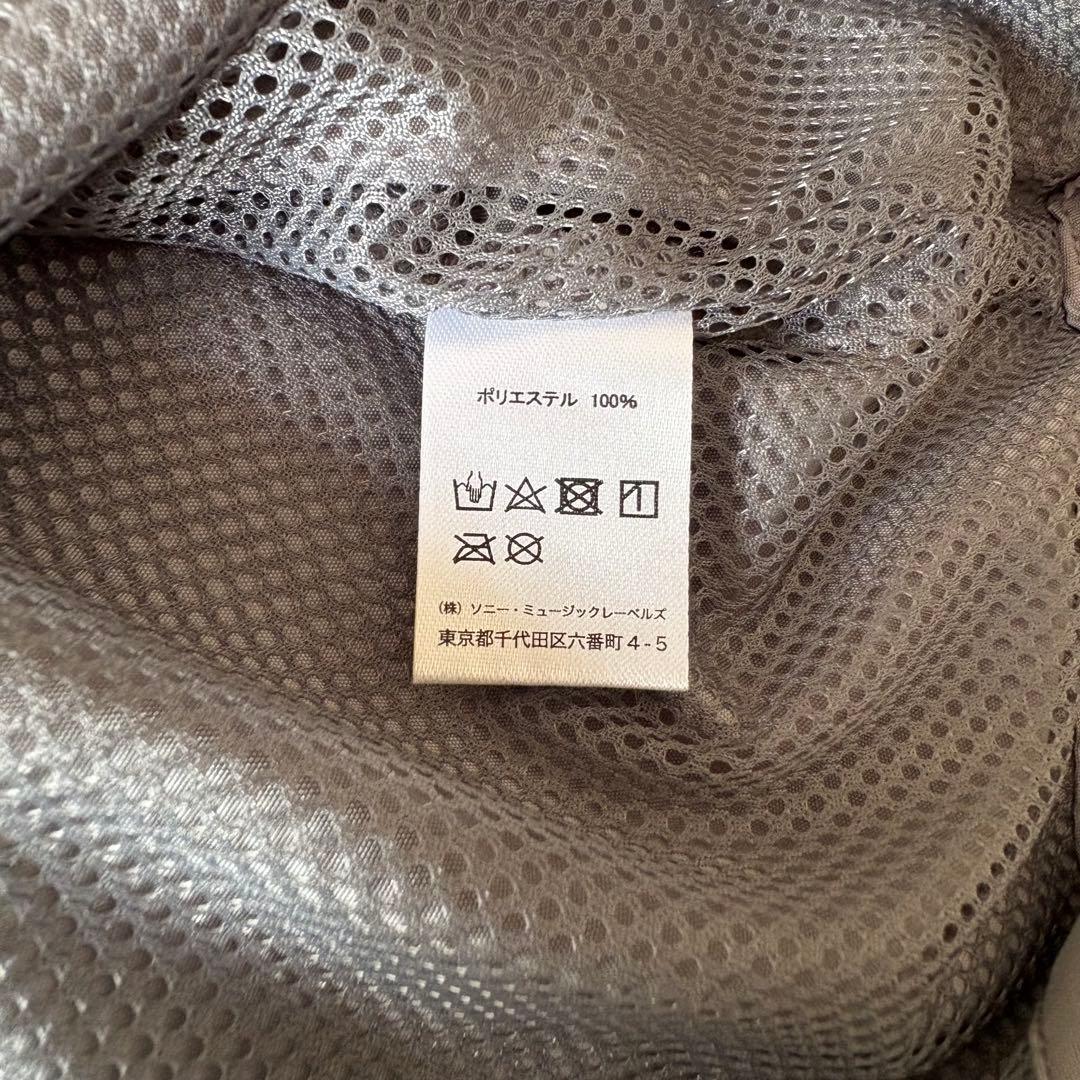 ポリエステル 100%
(株) ソニー・ミュージックレーベルズ
東京都千代田区六番町4-5